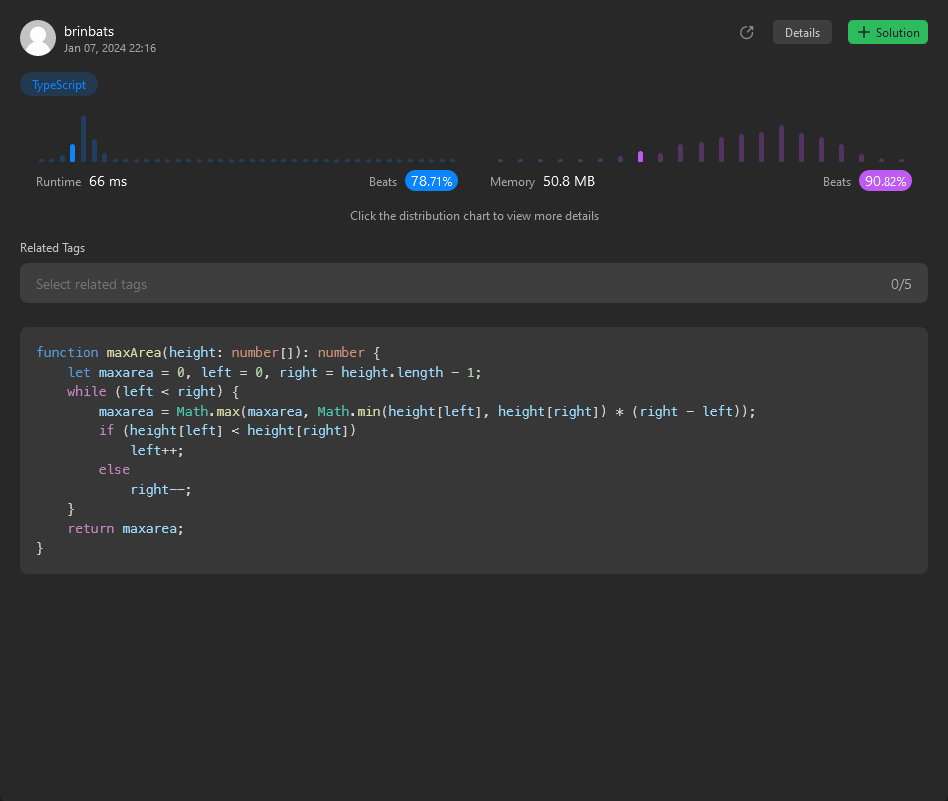 brinbats
Jan 07, 2024 22:16
Details
+ Solution
TypeScript
Runtime 66 ms
Beats 78.71%
Memory 50.8 MB
Beats 90.82%
Click the distribution chart to view more details
Related Tags
Select related tags
0/5
function maxArea(height: number[]): number {
    let maxarea = 0, left = 0, right = height.length - 1;
    while (left < right) {
        maxarea = Math.max(maxarea, Math.min(height[left], height[right]) * (right - left));
        if (height[left] < height[right])
            left++;
        else
            right--;
    }
    return maxarea;
}